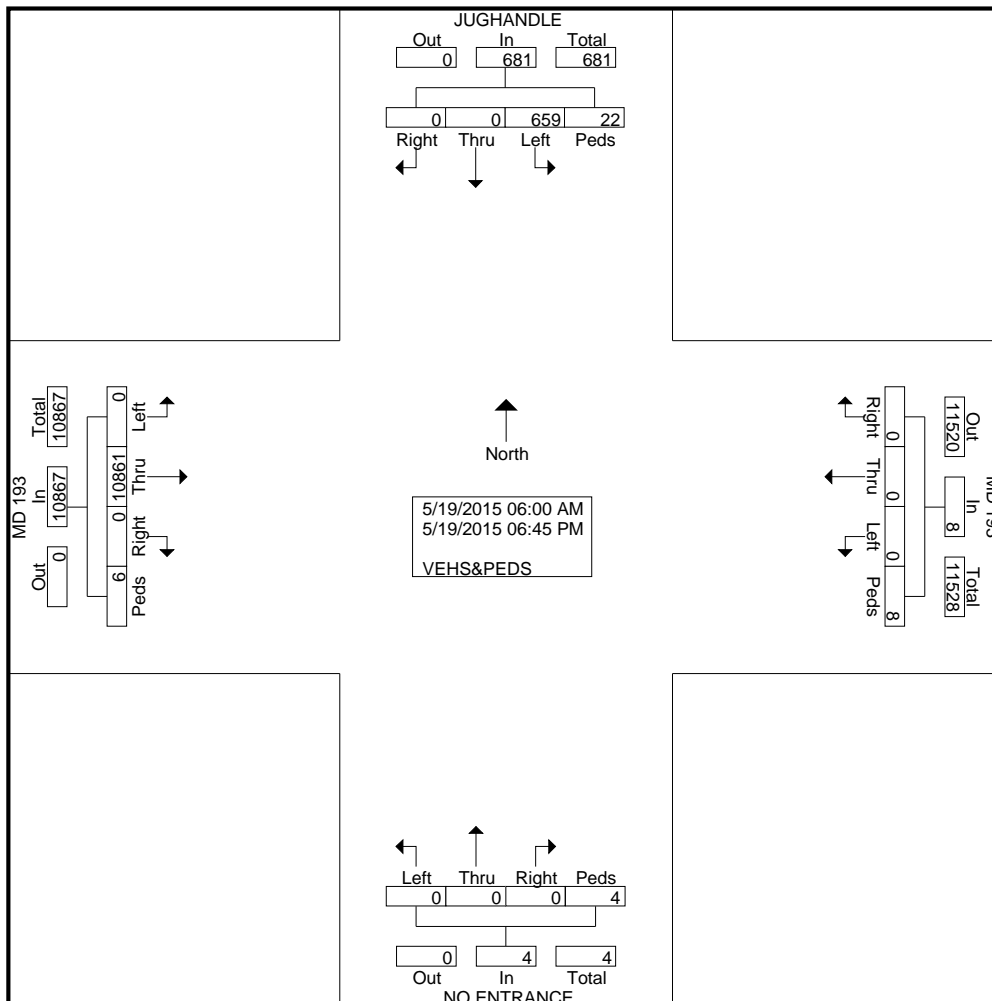 JUGHANDLE
Out In Total
0 681 681
0 0 659 22
Right Thru Left Peds
MD 193
Total In Out
10867 10867 0
0 10861 0 6
Left Thru Right Peds
North
5/19/2015 06:00 AM
5/19/2015 06:45 PM
VEHS&PEDS
Right Thru Left Peds
0 0 0 8
Out In Total
11520 8 11528
MD 193
Left Thru Right Peds
0 0 0 4
0 4 4
Out In Total
NO ENTRANCE